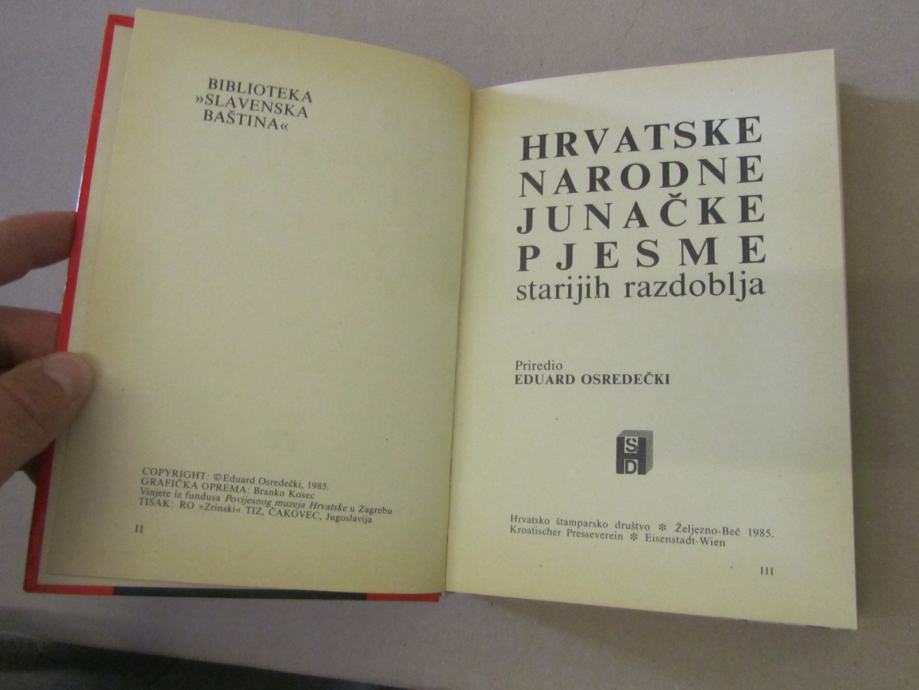 BIBLIOTEKA
»SLAVENSKA
BAŠTINA«
COPYRIGHT: ©Eduard Osredečki, 1985.
GRAFIČKA OPREMA: Branko Kosec
Vinjete iz fundusa Povijesnog muzeja Hrvatske u Zagrebu
TISAK: RO »Zrinski« TIZ, ČAKOVEC, Jugoslavija
II
HRVATSKE
NARODNE
JUNAČKE
PJESME
starijih razdoblja
Priredio
EDUARD OSREDEČKI
HSD
Hrvatsko štamparsko društvo ✻ Željezno-Beč 1985.
Kroatischer Presseverein ✻ Eisenstadt-Wien
III